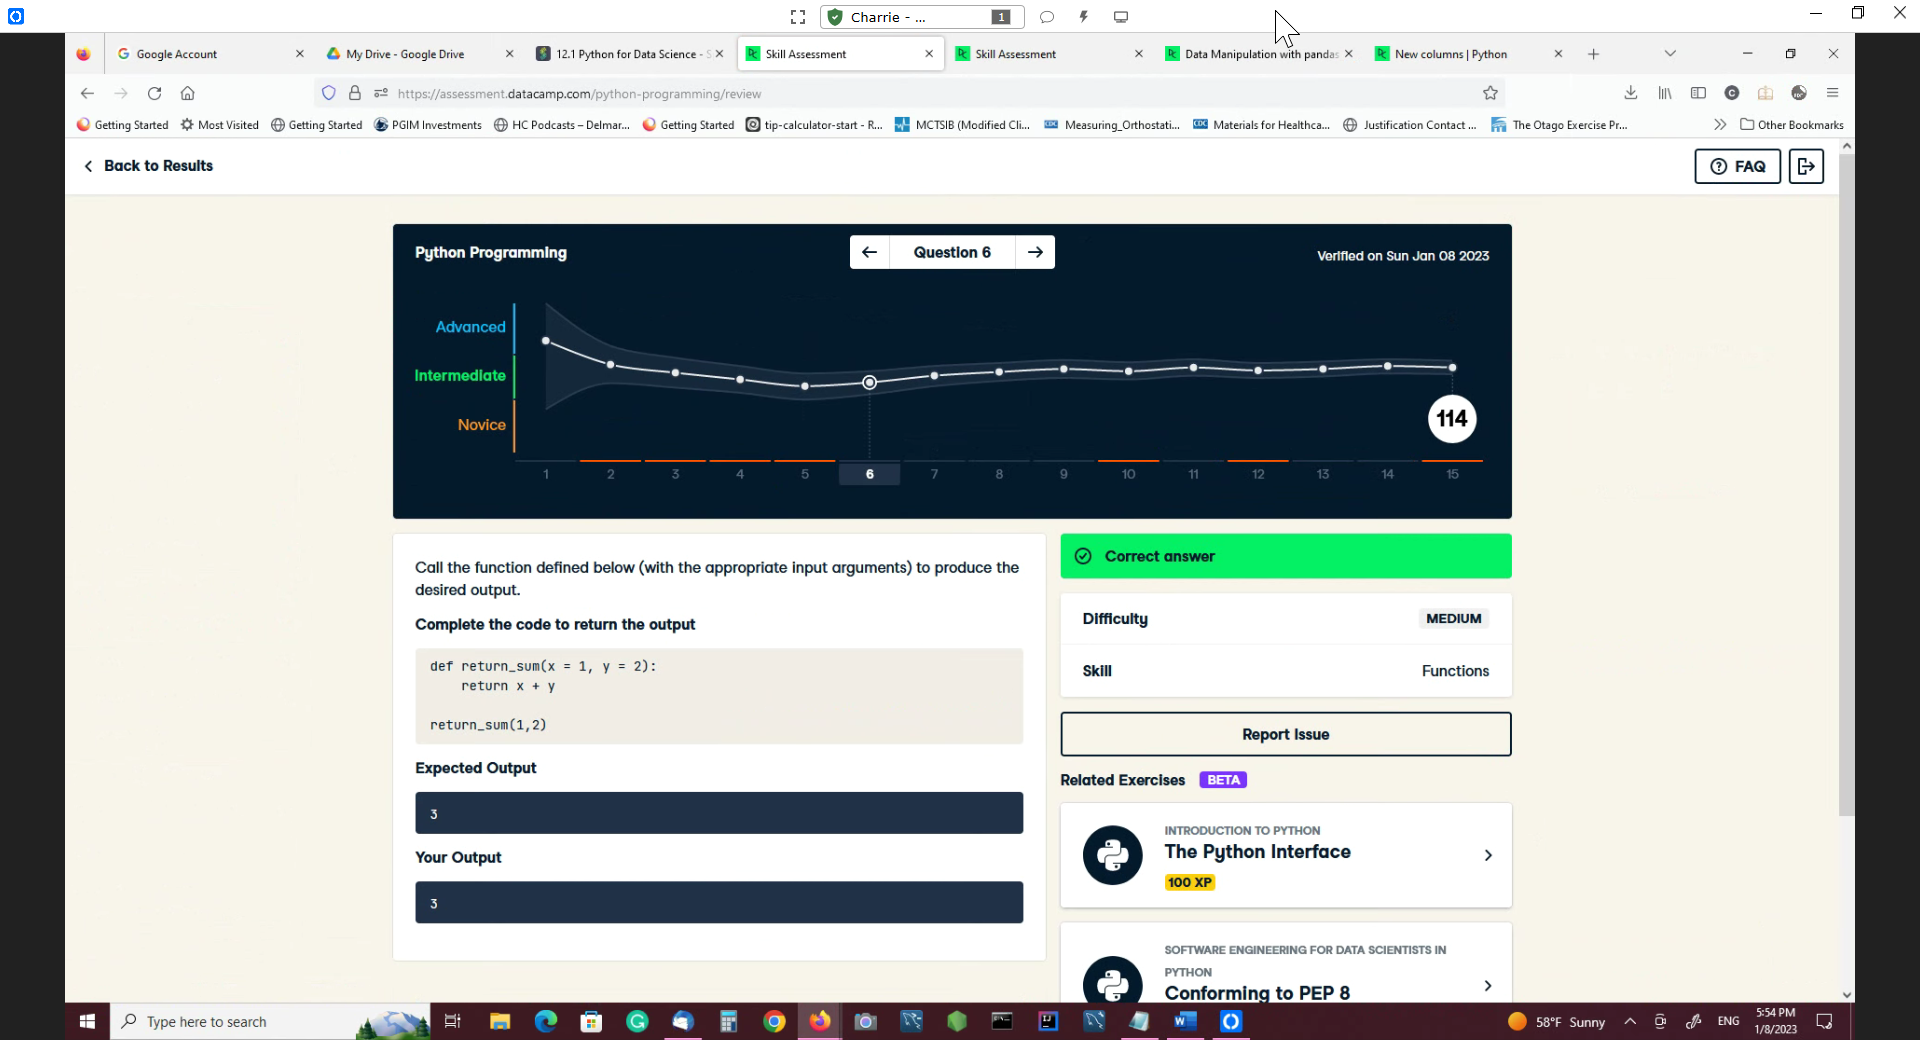 Charrie - ...
1
Google Account
My Drive - Google Drive
12.1 Python for Data Science - S
Skill Assessment
Skill Assessment
Data Manipulation with pandas
New columns | Python
https://assessment.datacamp.com/python-programming/review
Getting Started
Most Visited
Getting Started
PGIM Investments
HC Podcasts – Delmar...
Getting Started
tip-calculator-start - R...
MCTSIB (Modified Cli...
Measuring_Orthostati...
Materials for Healthca...
Justification Contact ...
The Otago Exercise Pr...
Other Bookmarks
Back to Results
FAQ
Python Programming
Question 6
Verified on Sun Jan 08 2023
Advanced
Intermediate
Novice
114
1 2 3 4 5 6 7 8 9 10 11 12 13 14 15
Call the function defined below (with the appropriate input arguments) to produce the
desired output.
Complete the code to return the output
def return_sum(x = 1, y = 2):
    return x + y
return_sum(1,2)
Expected Output
3
Your Output
3
Correct answer
Difficulty
MEDIUM
Skill
Functions
Report Issue
Related Exercises
BETA
INTRODUCTION TO PYTHON
The Python Interface
100 XP
SOFTWARE ENGINEERING FOR DATA SCIENTISTS IN
PYTHON
Conforming to PEP 8
Type here to search
58°F Sunny
ENG
5:54 PM
1/8/2023